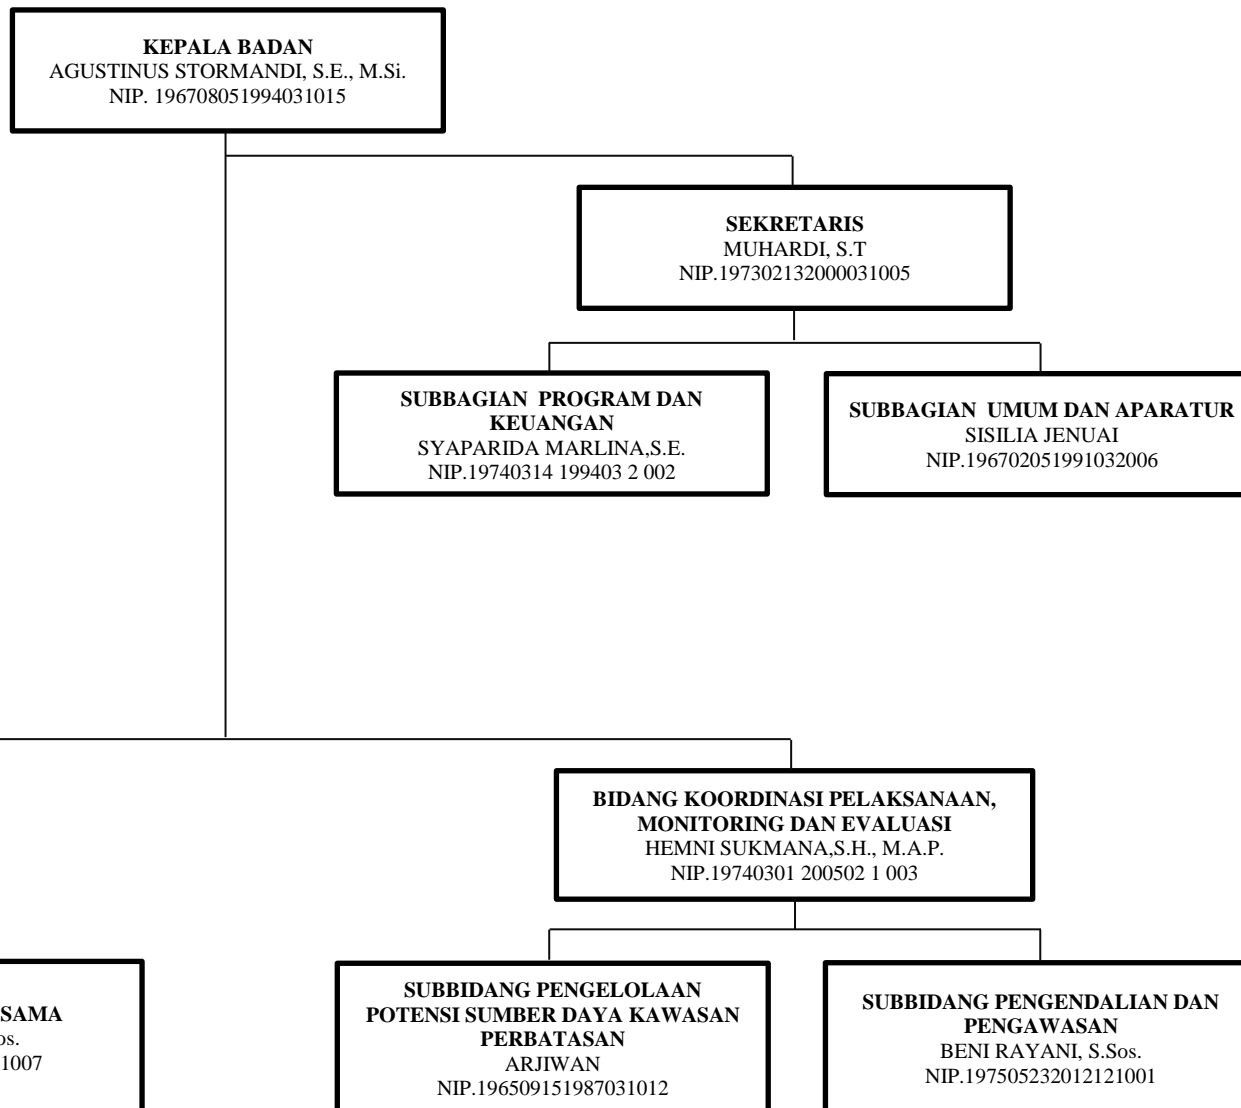 KEPALA BADAN
AGUSTINUS STORMANDI, S.E., M.Si.
NIP. 196708051994031015
SEKRETARIS
MUHARDI, S.T
NIP.197302132000031005
SUBBAGIAN PROGRAM DAN
KEUANGAN
SYAPARIDA MARLINA,S.E.
NIP.19740314 199403 2 002
SUBBAGIAN UMUM DAN APARATUR
SISILIA JENUAI
NIP.196702051991032006
BIDANG KOORDINASI PELAKSANAAN,
MONITORING DAN EVALUASI
HEMNI SUKMANA,S.H., M.A.P.
NIP.19740301 200502 1 003
SAMA
os.
1007
SUBBIDANG PENGELOLAAN
POTENSI SUMBER DAYA KAWASAN
PERBATASAN
ARJIWAN
NIP.196509151987031012
SUBBIDANG PENGENDALIAN DAN
PENGAWASAN
BENI RAYANI, S.Sos.
NIP.197505232012121001